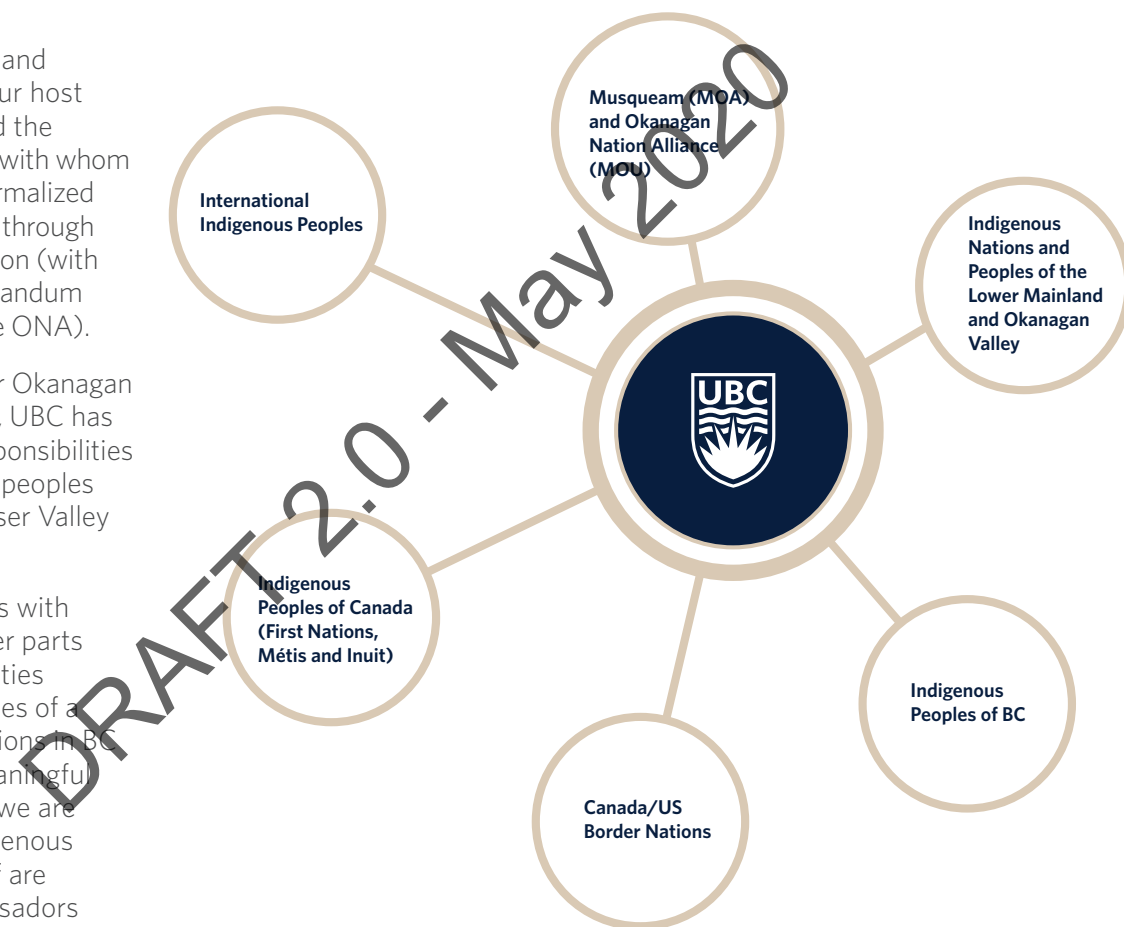 and
ur host
d the
with whom
rmalized
through
on (with
andum
e ONA).
r Okanagan
. UBC has
ponsibilities
peoples
ser Valley
s with
er parts
ties
es of a
ions in BC
aningful
we are
enous
f are
sadors
Musqueam (MOA)
and Okanagan
Nation Alliance
(MOU)
International
Indigenous Peoples
Indigenous
Nations and
Peoples of the
Lower Mainland
and Okanagan
Valley
UBC
Indigenous
Peoples of Canada
(First Nations,
Métis and Inuit)
Indigenous
Peoples of BC
Canada/US
Border Nations
DRAFT 2.0 - May 2020